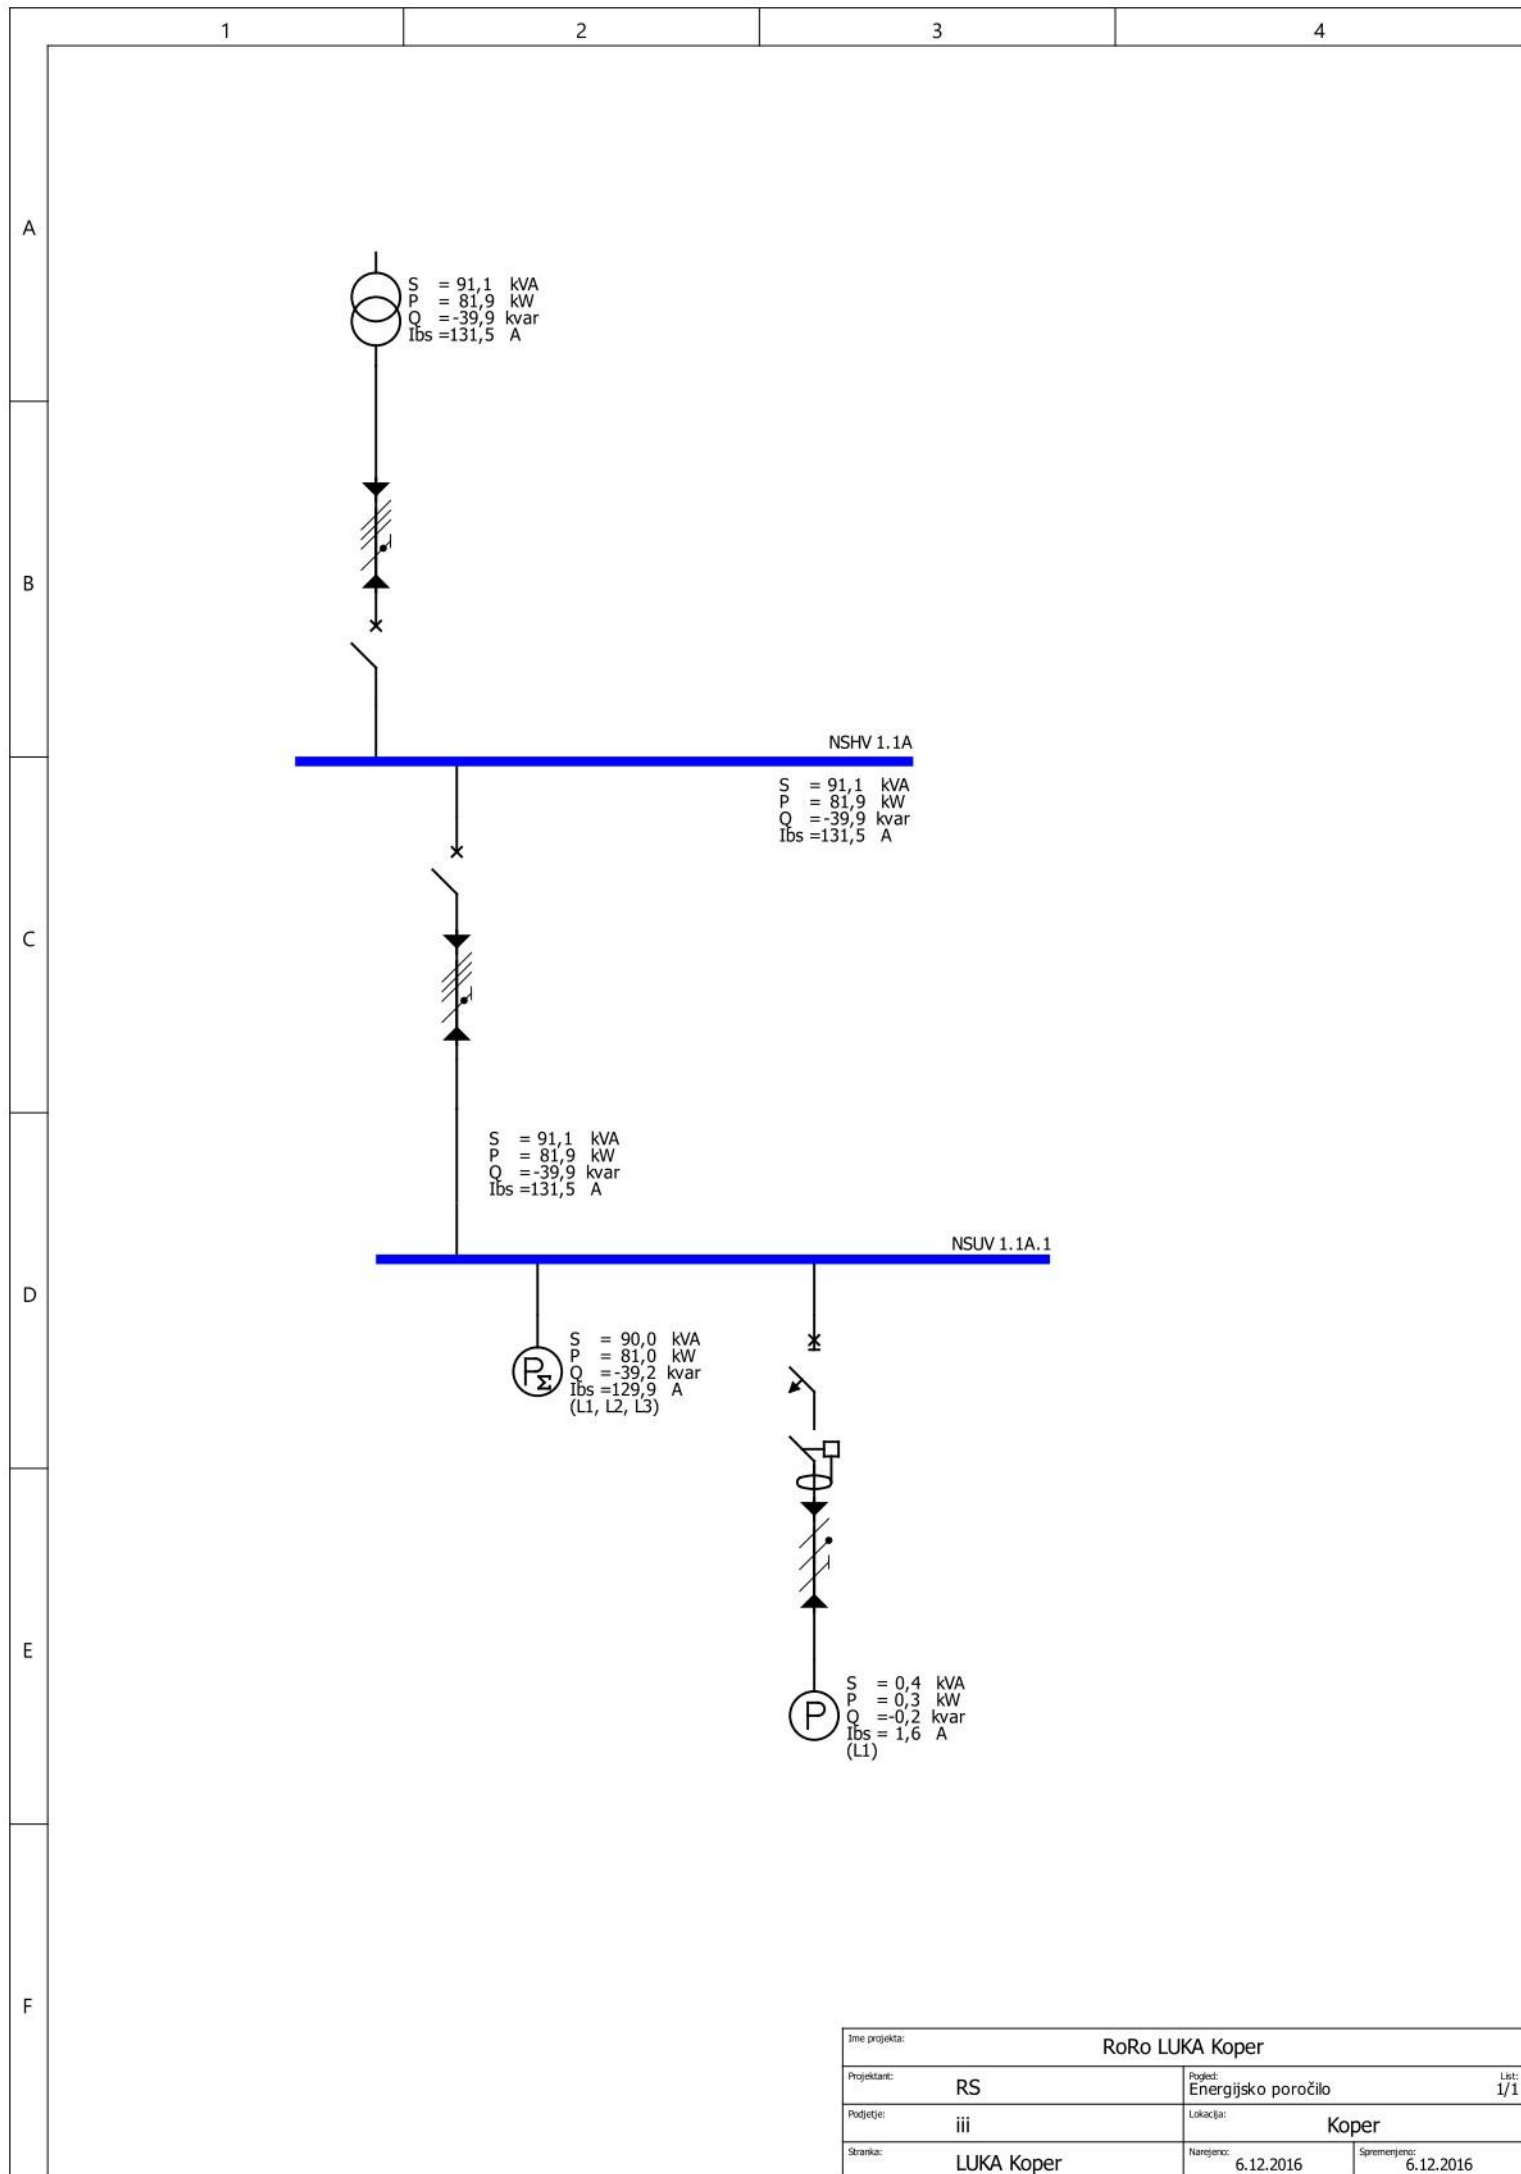 1 2 3 4
A
S = 91,1 kVA
P = 81,9 kW
Q =-39,9 kvar
Ibs =131,5 A
B
NSHV 1.1A
S = 91,1 kVA
P = 81,9 kW
Q =-39,9 kvar
Ibs =131,5 A
C
S = 91,1 kVA
P = 81,9 kW
Q =-39,9 kvar
Ibs =131,5 A
NSUV 1.1A.1
D
PΣ
S = 90,0 kVA
P = 81,0 kW
Q =-39,2 kvar
Ibs =129,9 A
(L1, L2, L3)
E
P
S = 0,4 kVA
P = 0,3 kW
Q =-0,2 kvar
Ibs = 1,6 A
(L1)
F
Ime projekta: RoRo LUKA Koper
Projektant: RS
Pogled: Energijsko poročilo
List: 1/1
Podjetje: iii
Lokacija: Koper
Stranka: LUKA Koper
Narejeno: 6.12.2016
Spremenjeno: 6.12.2016